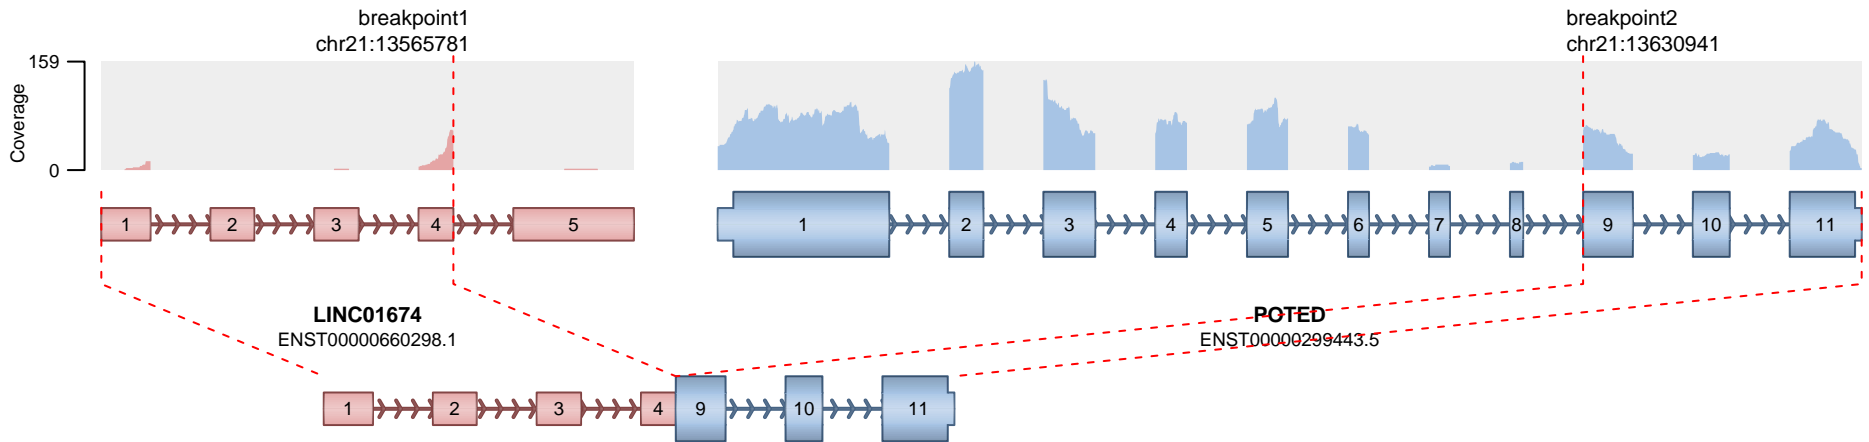 breakpoint1
chr21:13565781
breakpoint2
chr21:13630941
159
0
Coverage
1 2 3 4 5
1 2 3 4 5 6 7 8 9 10 11
LINC01674
ENST00000660298.1
POTED
ENST00000299443.5
1 2 3 4 9 10 11